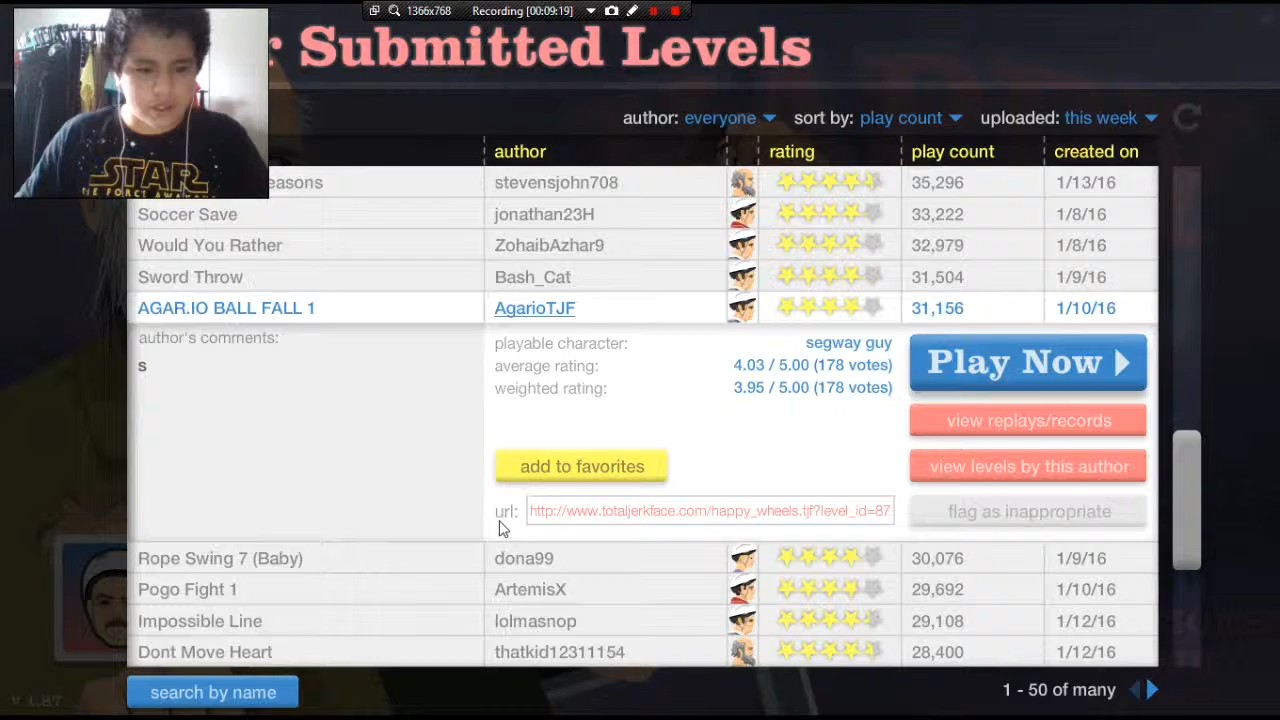 1366x768 Recording [00:09:19]
r Submitted Levels
author: everyone sort by: play count uploaded: this week
author rating play count created on
easons stevensjohn708 35,296 1/13/16
Soccer Save jonathan23H 33,222 1/8/16
Would You Rather ZohaibAzhar9 32,979 1/8/16
Sword Throw Bash_Cat 31,504 1/9/16
AGAR.IO BALL FALL 1 AgarioTJF 31,156 1/10/16
author's comments:
s
playable character: segway guy
average rating: 4.03 / 5.00 (178 votes)
weighted rating: 3.95 / 5.00 (178 votes)
Play Now
view replays/records
add to favorites
view levels by this author
url: http://www.totaljerkface.com/happy_wheels.tjf?level_id=87
flag as inappropriate
Rope Swing 7 (Baby) dona99 30,076 1/9/16
Pogo Fight 1 ArtemisX 29,692 1/10/16
Impossible Line lolmasnop 29,108 1/12/16
Dont Move Heart thatkid12311154 28,400 1/12/16
search by name
1 - 50 of many
v 1.87
STAR
THE FORCE AWAKENS